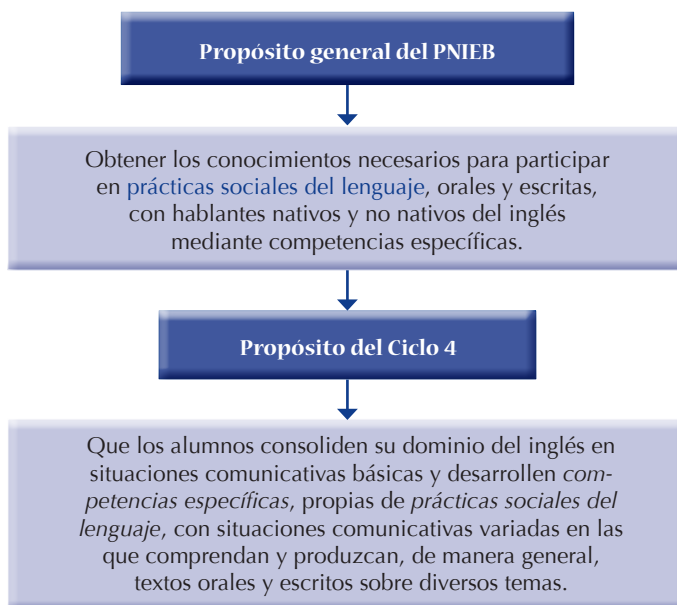 Propósito general del PNIEB
Obtener los conocimientos necesarios para participar
en prácticas sociales del lenguaje, orales y escritas,
con hablantes nativos y no nativos del inglés
mediante competencias específicas.
Propósito del Ciclo 4
Que los alumnos consoliden su dominio del inglés en
situaciones comunicativas básicas y desarrollen com-
petencias específicas, propias de prácticas sociales del
lenguaje, con situaciones comunicativas variadas en las
que comprendan y produzcan, de manera general,
textos orales y escritos sobre diversos temas.